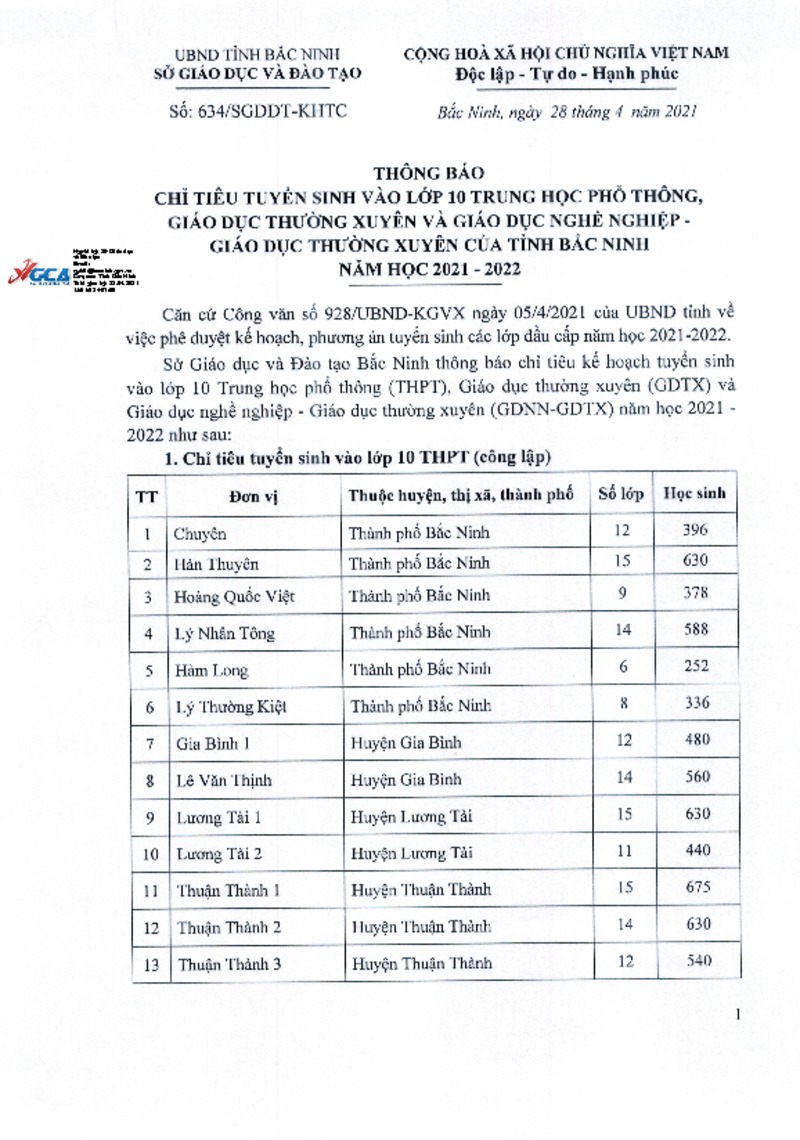 UBND TỈNH BẮC NINH
SỞ GIÁO DỤC VÀ ĐÀO TẠO
Số: 634/SGDDT-KHTC
CỘNG HOÀ XÃ HỘI CHỦ NGHĨA VIỆT NAM
Độc lập - Tự do - Hạnh phúc
Bắc Ninh, ngày 28 tháng 4 năm 2021
THÔNG BÁO
CHỈ TIÊU TUYỂN SINH VÀO LỚP 10 TRUNG HỌC PHỔ THÔNG,
GIÁO DỤC THƯỜNG XUYÊN VÀ GIÁO DỤC NGHỀ NGHIỆP -
GIÁO DỤC THƯỜNG XUYÊN CỦA TỈNH BẮC NINH
NĂM HỌC 2021 - 2022
GCA
Căn cứ Công văn số 928/UBND-KGVX ngày 05/4/2021 của UBND tỉnh về
việc phê duyệt kế hoạch, phương án tuyển sinh các lớp đầu cấp năm học 2021-2022.
Sở Giáo dục và Đào tạo Bắc Ninh thông báo chỉ tiêu kế hoạch tuyển sinh
vào lớp 10 Trung học phổ thông (THPT), Giáo dục thường xuyên (GDTX) và
Giáo dục nghề nghiệp - Giáo dục thường xuyên (GDNN-GDTX) năm học 2021 -
2022 như sau:
1. Chỉ tiêu tuyển sinh vào lớp 10 THPT (công lập)
TT Đơn vị Thuộc huyện, thị xã, thành phố Số lớp Học sinh
1 Chuyên Thành phố Bắc Ninh 12 396
2 Hàn Thuyên Thành phố Bắc Ninh 15 630
3 Hoàng Quốc Việt Thành phố Bắc Ninh 9 378
4 Lý Nhân Tông Thành phố Bắc Ninh 14 588
5 Hàm Long Thành phố Bắc Ninh 6 252
6 Lý Thường Kiệt Thành phố Bắc Ninh 8 336
7 Gia Bình 1 Huyện Gia Bình 12 480
8 Lê Văn Thịnh Huyện Gia Bình 14 560
9 Lương Tài 1 Huyện Lương Tài 15 630
10 Lương Tài 2 Huyện Lương Tài 11 440
11 Thuận Thành 1 Huyện Thuận Thành 15 675
12 Thuận Thành 2 Huyện Thuận Thành 14 630
13 Thuận Thành 3 Huyện Thuận Thành 12 540
1